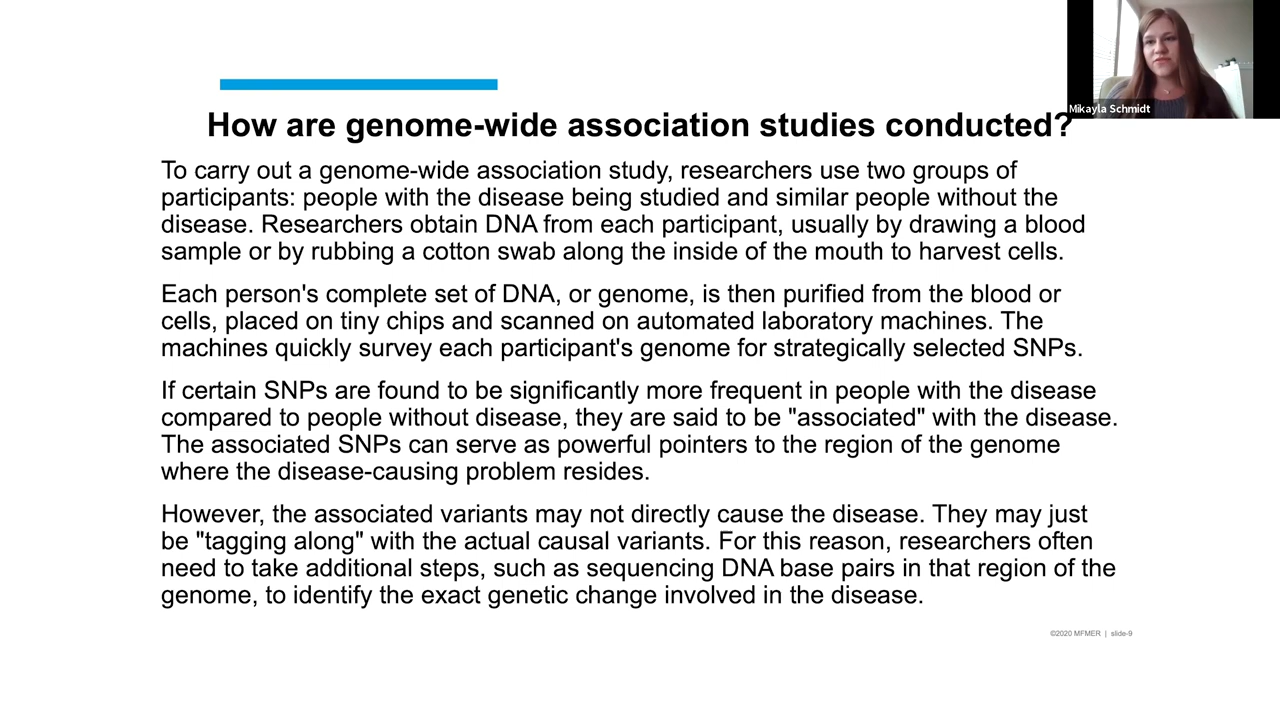 Mikayla Schmidt
How are genome-wide association studies conducted?
To carry out a genome-wide association study, researchers use two groups of
participants: people with the disease being studied and similar people without the
disease. Researchers obtain DNA from each participant, usually by drawing a blood
sample or by rubbing a cotton swab along the inside of the mouth to harvest cells.
Each person's complete set of DNA, or genome, is then purified from the blood or
cells, placed on tiny chips and scanned on automated laboratory machines. The
machines quickly survey each participant's genome for strategically selected SNPs.
If certain SNPs are found to be significantly more frequent in people with the disease
compared to people without disease, they are said to be "associated" with the disease.
The associated SNPs can serve as powerful pointers to the region of the genome
where the disease-causing problem resides.
However, the associated variants may not directly cause the disease. They may just
be "tagging along" with the actual causal variants. For this reason, researchers often
need to take additional steps, such as sequencing DNA base pairs in that region of the
genome, to identify the exact genetic change involved in the disease.
©2020 MFMER | slide-9